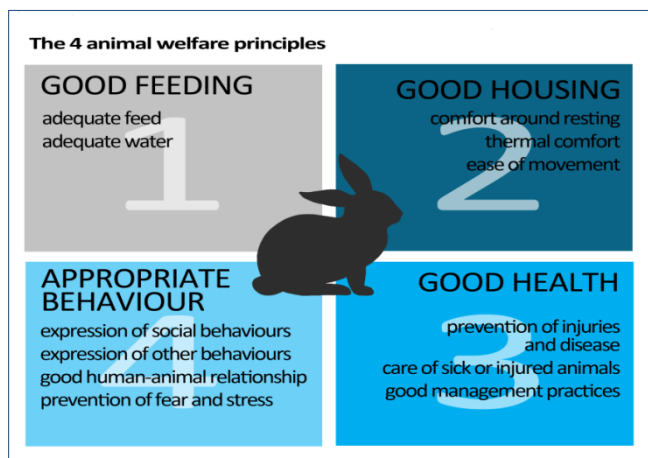 The 4 animal welfare principles
1
GOOD FEEDING
adequate feed
adequate water
2
GOOD HOUSING
comfort around resting
thermal comfort
ease of movement
3
GOOD HEALTH
prevention of injuries
and disease
care of sick or injured animals
good management practices
4
APPROPRIATE
BEHAVIOUR
expression of social behaviours
expression of other behaviours
good human-animal relationship
prevention of fear and stress